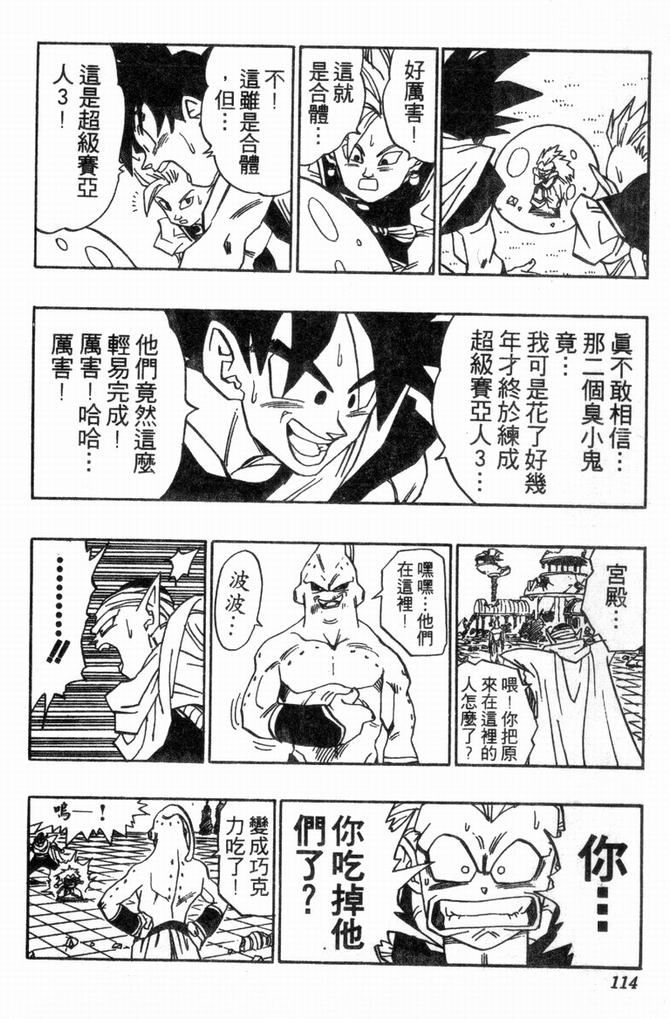 好厲害！
這就
是合體…
不！
這雖是合體
，但…
這是超級賽亞
人3！
眞不敢相信…
那二個臭小鬼
竟…
我可是花了好幾
年才終於練成
超級賽亞人3…
他們竟然這麼
輕易完成！
厲害！哈哈…
厲害！
宮殿…
喂！你把原
來在這裡的
人怎麼了？
嘿嘿…他們
在這裡！
波波…
………!!
你…
你吃掉他
們了？
變成巧克
力吃了！
嗚—！
114